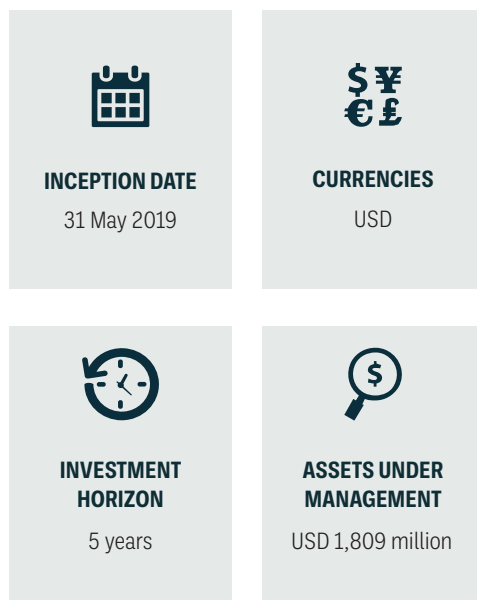 $ ¥
€ £
INCEPTION DATE
31 May 2019
CURRENCIES
USD
INVESTMENT
HORIZON
5 years
$
ASSETS UNDER
MANAGEMENT
USD 1,809 million